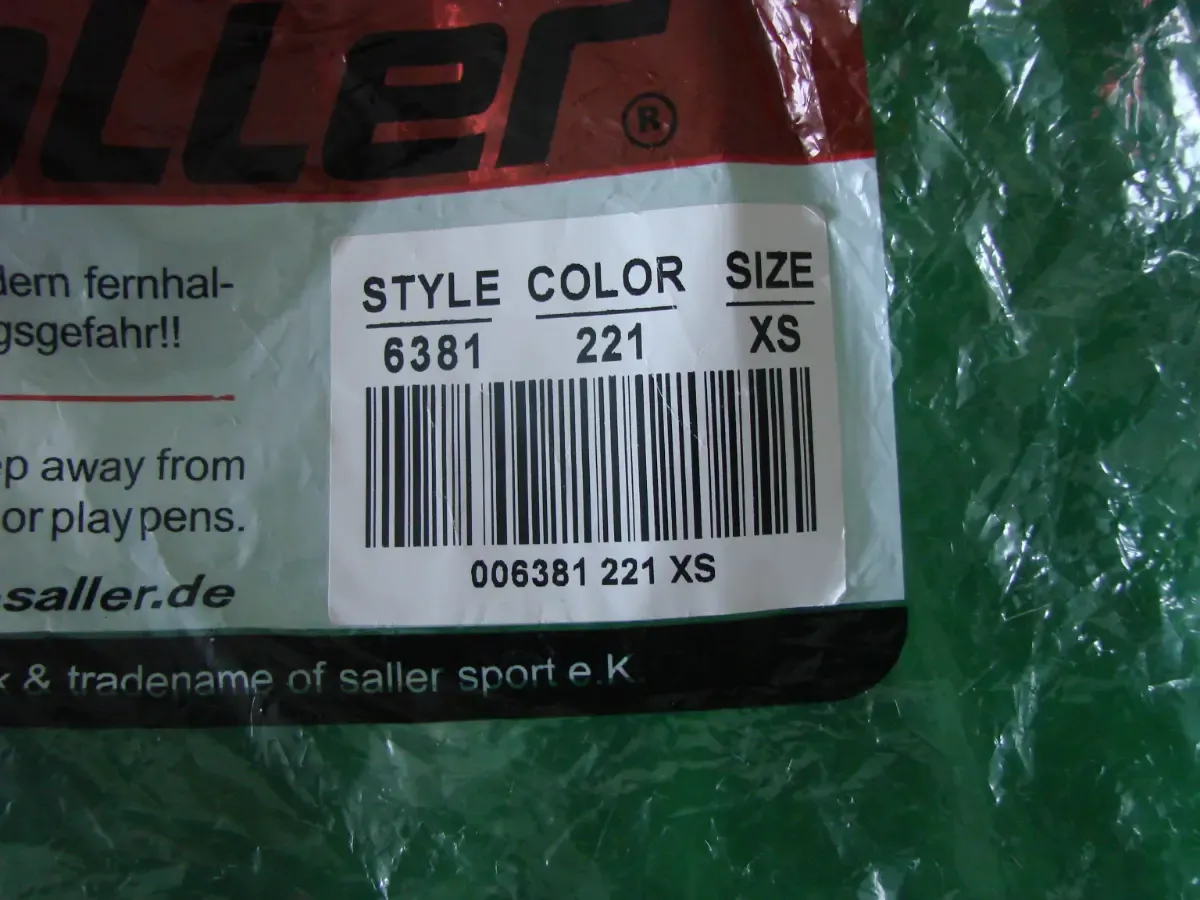 aller®
dern fernhal-
gsgefahr!!
p away from
or play pens.
-saller.de
STYLE COLOR SIZE
6381 221 XS
006381 221 XS
& tradename of saller sport e.K.